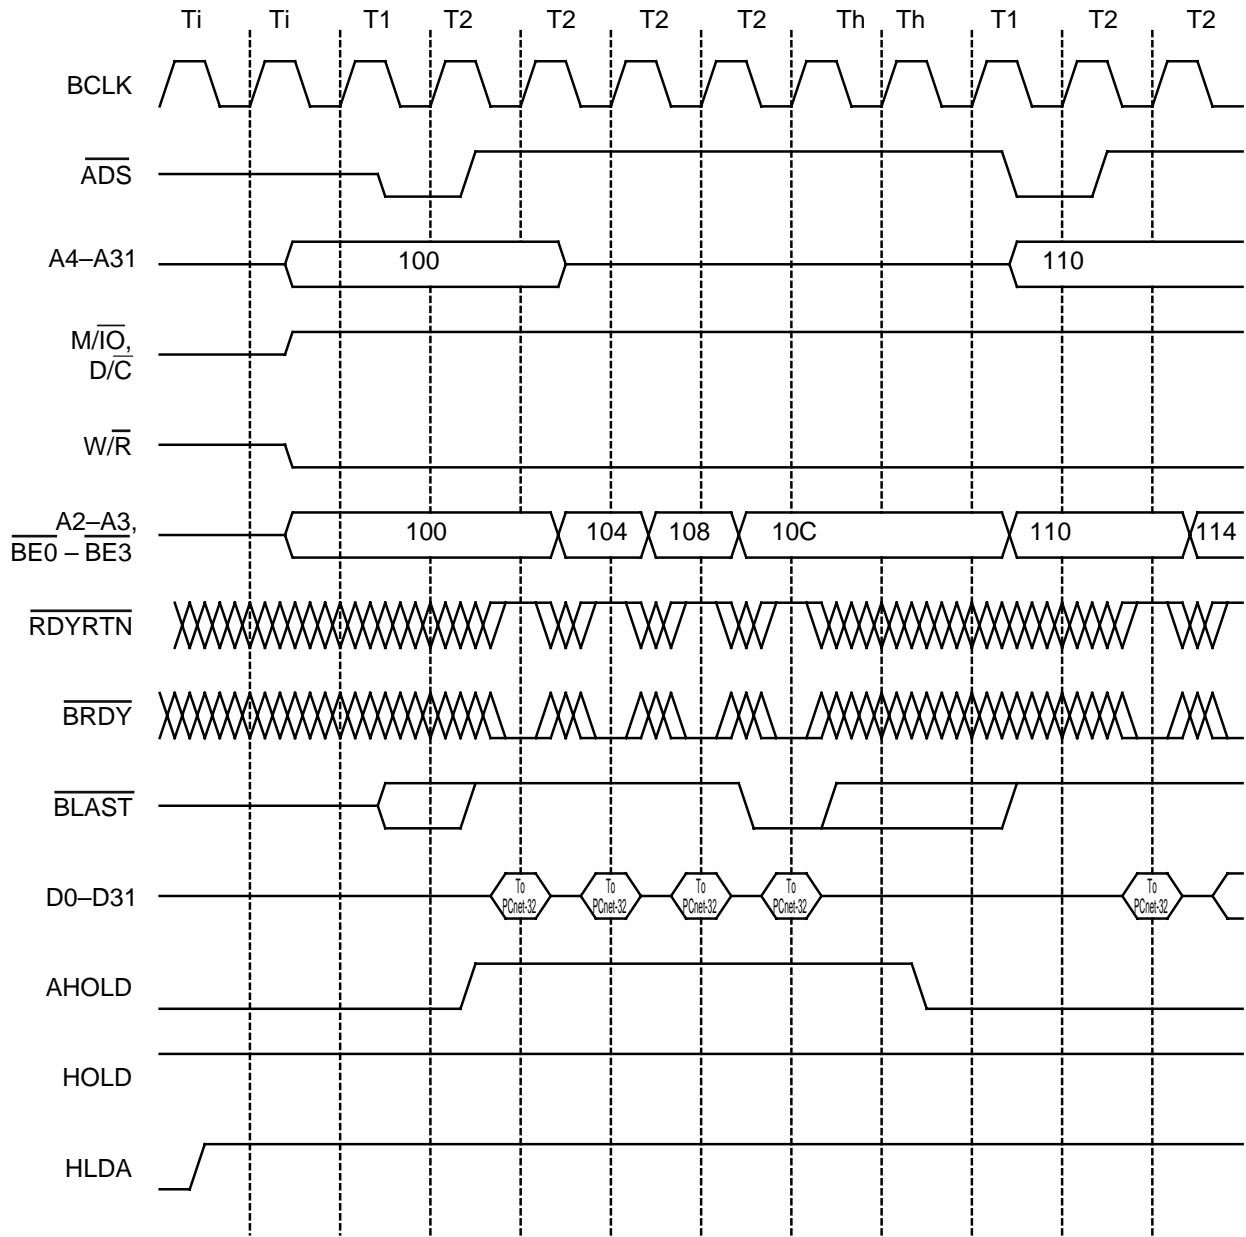 Ti Ti T1 T2 T2 T2 T2 Th Th T1 T2 T2
BCLK
ADS
A4–A31 100 110
M/IO,
D/C
W/R
A2–A3,
BE0 – BE3 100 104 108 10C 110 114
RDYRTN
BRDY
BLAST
D0–D31 To PCnet-32 To PCnet-32 To PCnet-32 To PCnet-32 To PCnet-32
AHOLD
HOLD
HLDA